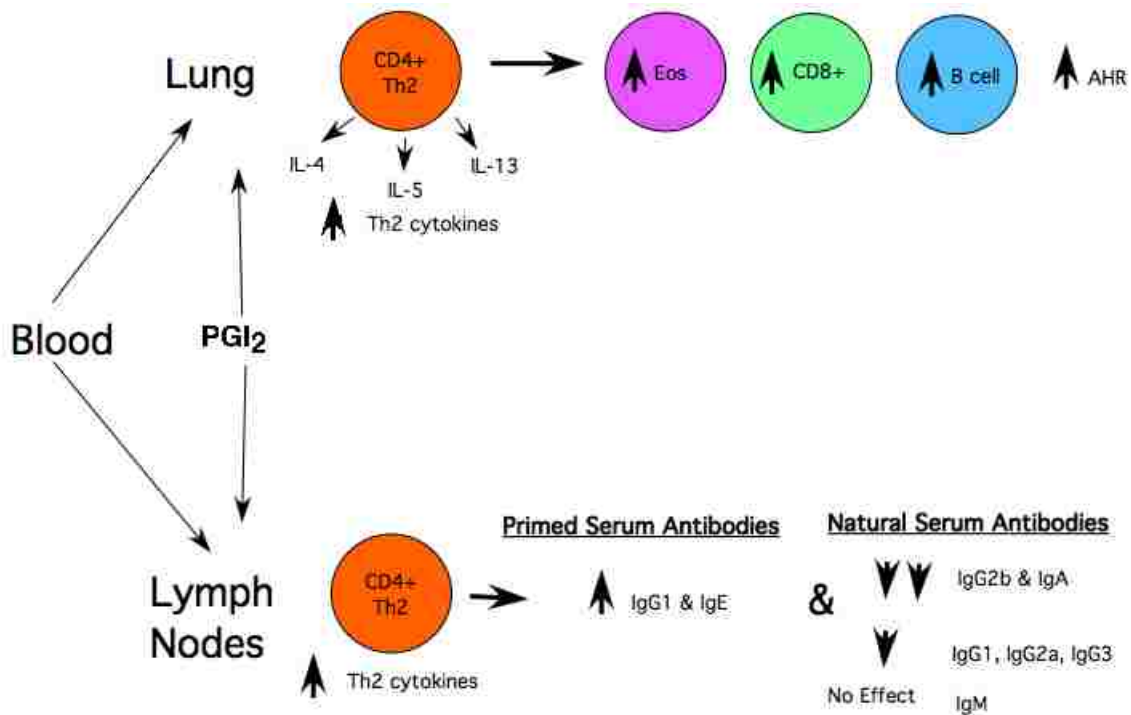 Lung
CD4+
Th2
Eos
CD8+
B cell
AHR
IL-4
IL-5
IL-13
Th2 cytokines
Blood
PGI2
Lymph
Nodes
CD4+
Th2
Th2 cytokines
Primed Serum Antibodies
IgG1 & IgE
&
Natural Serum Antibodies
IgG2b & IgA
IgG1, IgG2a, IgG3
No Effect
IgM